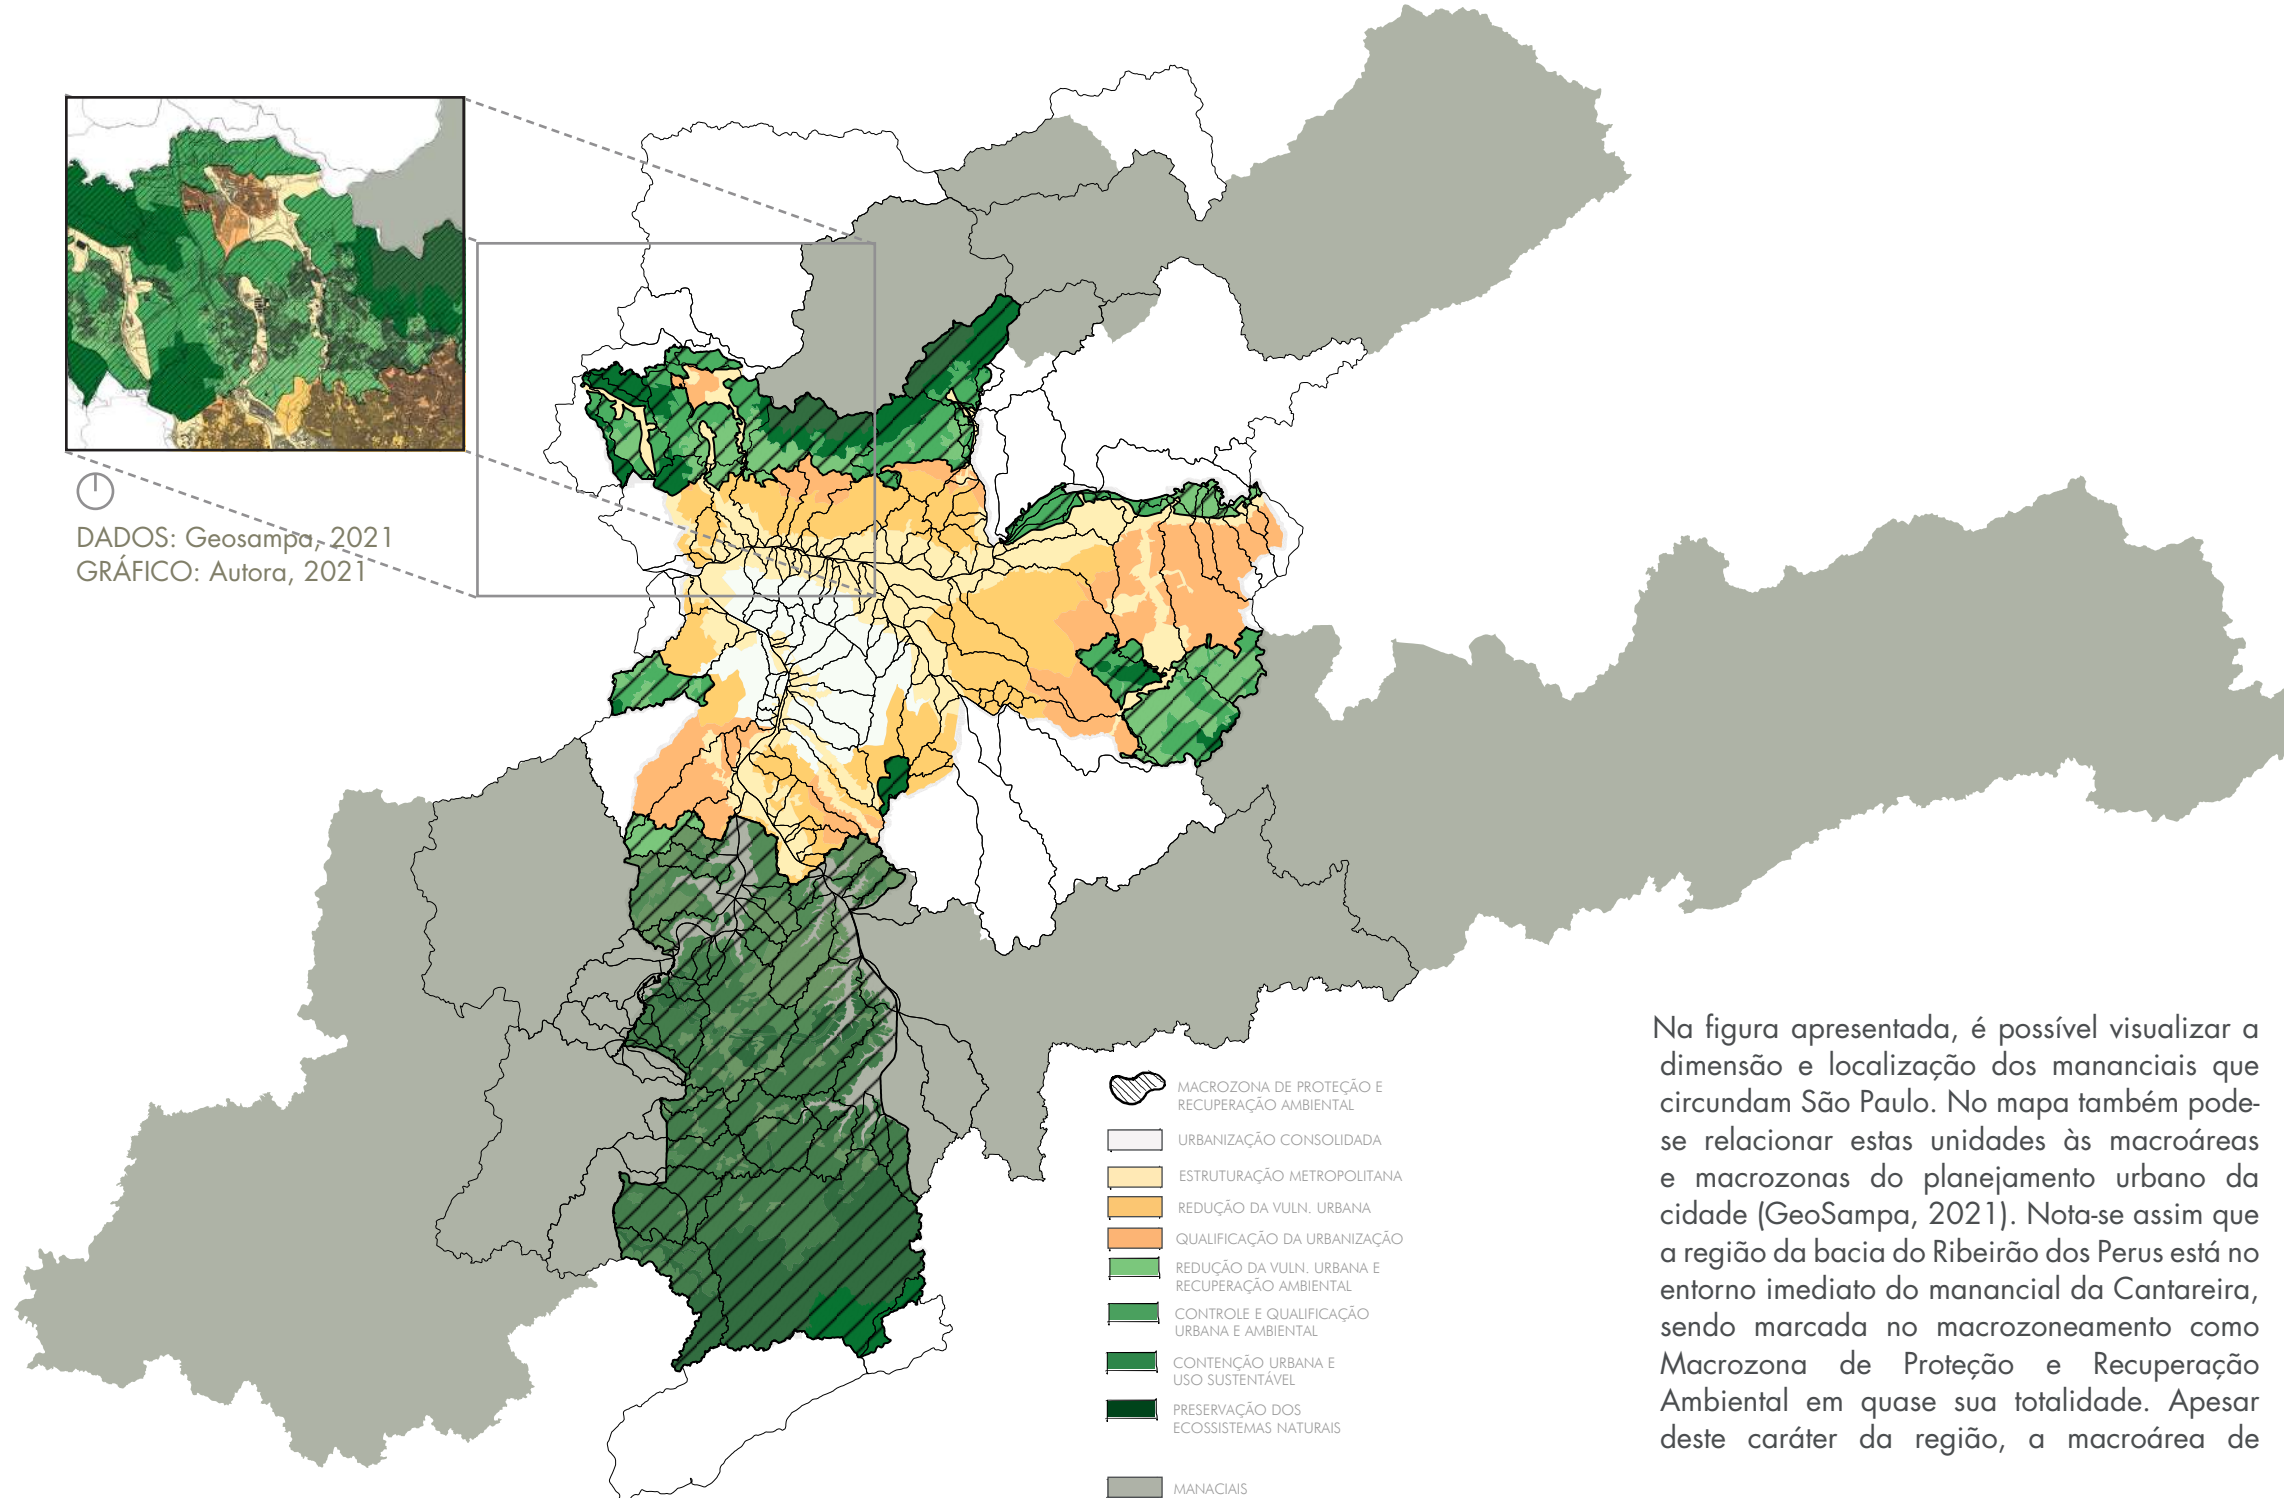 DADOS: Geosampa, 2021
GRÁFICO: Autora, 2021
MACROZONA DE PROTEÇÃO E
RECUPERAÇÃO AMBIENTAL
URBANIZAÇÃO CONSOLIDADA
ESTRUTURAÇÃO METROPOLITANA
REDUÇÃO DA VULN. URBANA
QUALIFICAÇÃO DA URBANIZAÇÃO
REDUÇÃO DA VULN. URBANA E
RECUPERAÇÃO AMBIENTAL
CONTROLE E QUALIFICAÇÃO
URBANA E AMBIENTAL
CONTENÇÃO URBANA E
USO SUSTENTÁVEL
PRESERVAÇÃO DOS
ECOSSISTEMAS NATURAIS
MANACIAIS
Na figura apresentada, é possível visualizar a
dimensão e localização dos mananciais que
circundam São Paulo. No mapa também pode-
se relacionar estas unidades às macroáreas
e macrozonas do planejamento urbano da
cidade (GeoSampa, 2021). Nota-se assim que
a região da bacia do Ribeirão dos Perus está no
entorno imediato do manancial da Cantareira,
sendo marcada no macrozoneamento como
Macrozona de Proteção e Recuperação
Ambiental em quase sua totalidade. Apesar
deste caráter da região, a macroárea de